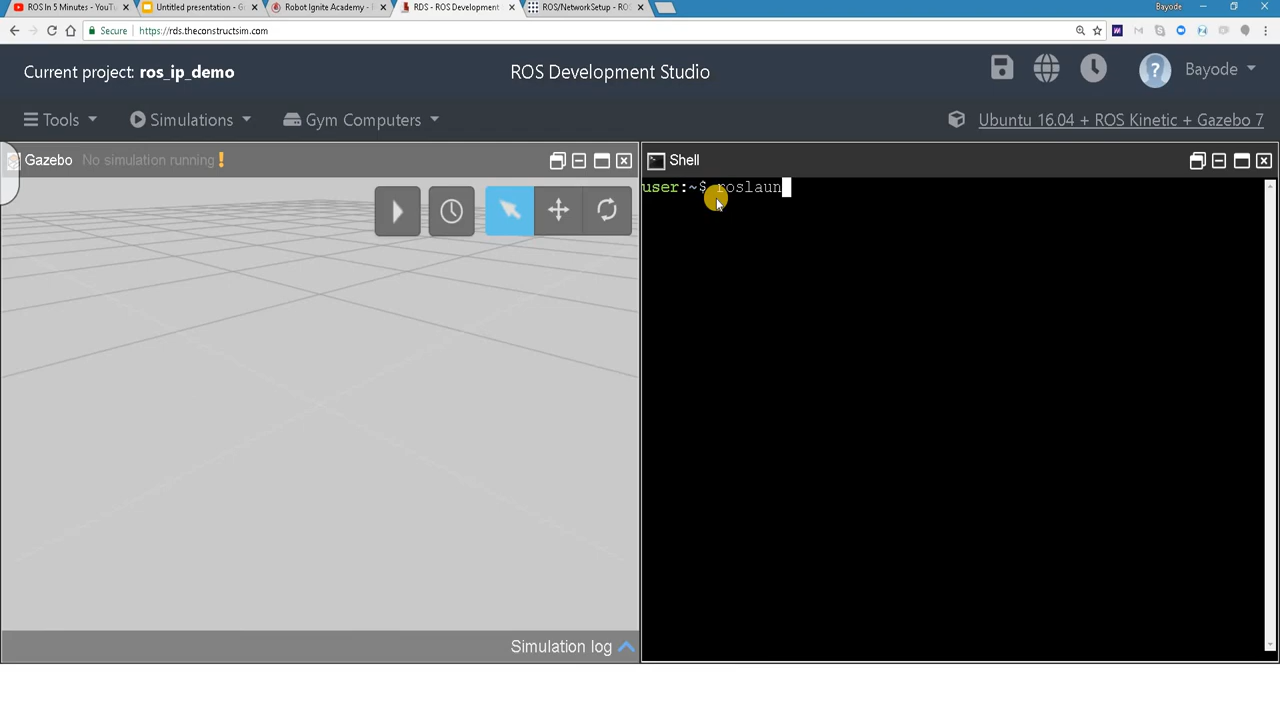 ROS In 5 Minutes - YouTu
Untitled presentation - G
Robot Ignite Academy -
RDS - ROS Development
ROS/NetworkSetup - RO
Bayode
Secure
https://rds.theconstructsim.com
Current project: ros_ip_demo
ROS Development Studio
?
Bayode
Tools
Simulations
Gym Computers
Ubuntu 16.04 + ROS Kinetic + Gazebo 7
Gazebo No simulation running!
Shell
user:~$ roslaun
Simulation log